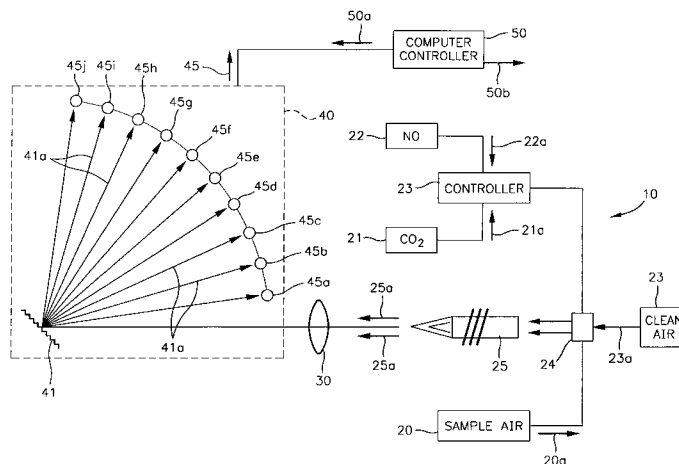 50a
50
COMPUTER
CONTROLLER
50b
45
45j
45i
45h
45g
45f
45e
45d
45c
45b
45a
40
41a
41a
41
22
NO
22a
23
CONTROLLER
21
CO₂
21a
10
25a
25a
30
25
24
23
CLEAN
AIR
23a
20
SAMPLE AIR
20a